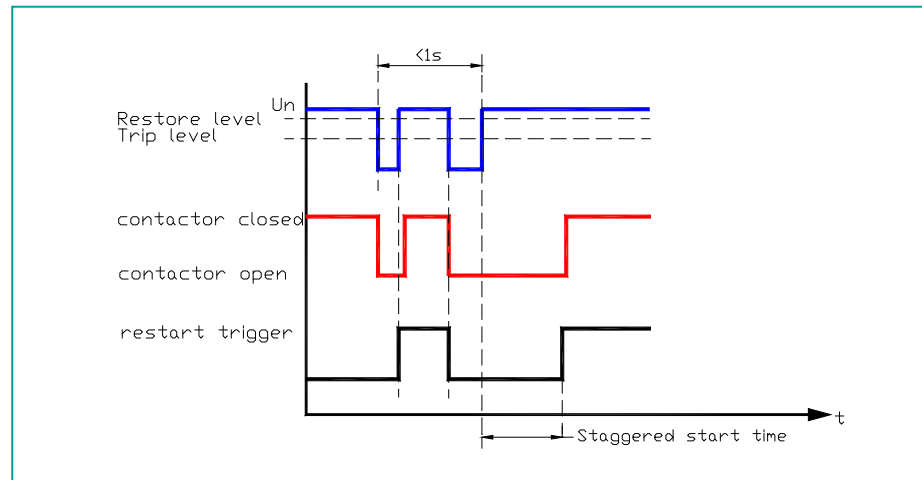 <1s
Un
Restore level
Trip level
contactor closed
contactor open
restart trigger
t
Staggered start time